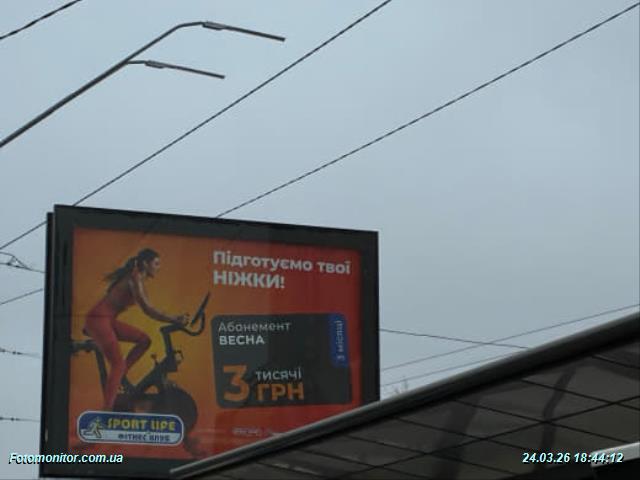 Підготуємо твої
НІЖКИ!
Абонемент
ВЕСНА
3 місяці
3 тисячі
ГРН
SPORT LIFE
ФІТНЕС КЛУБ
Fotomonitor.com.ua
24.03.26 18:44:12